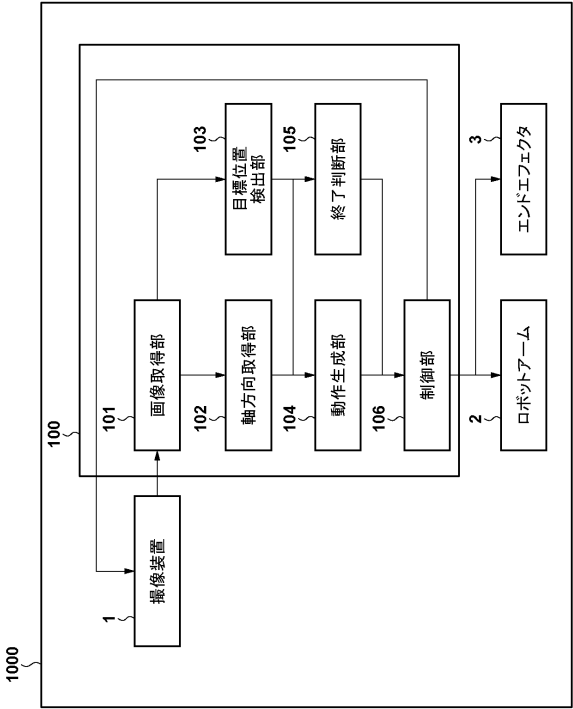 1000
100
1
撮像装置
101
画像取得部
102
軸方向取得部
103
目標位置
検出部
104
動作生成部
105
終了判断部
106
制御部
2
ロボットアーム
3
エンドエフェクタ